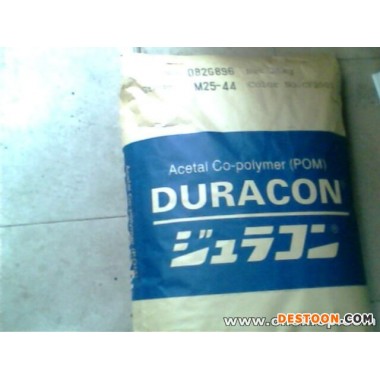 M25-44
Acetal Co-polymer (POM)
DURACON
ジュラコン®
DESTOON.COM